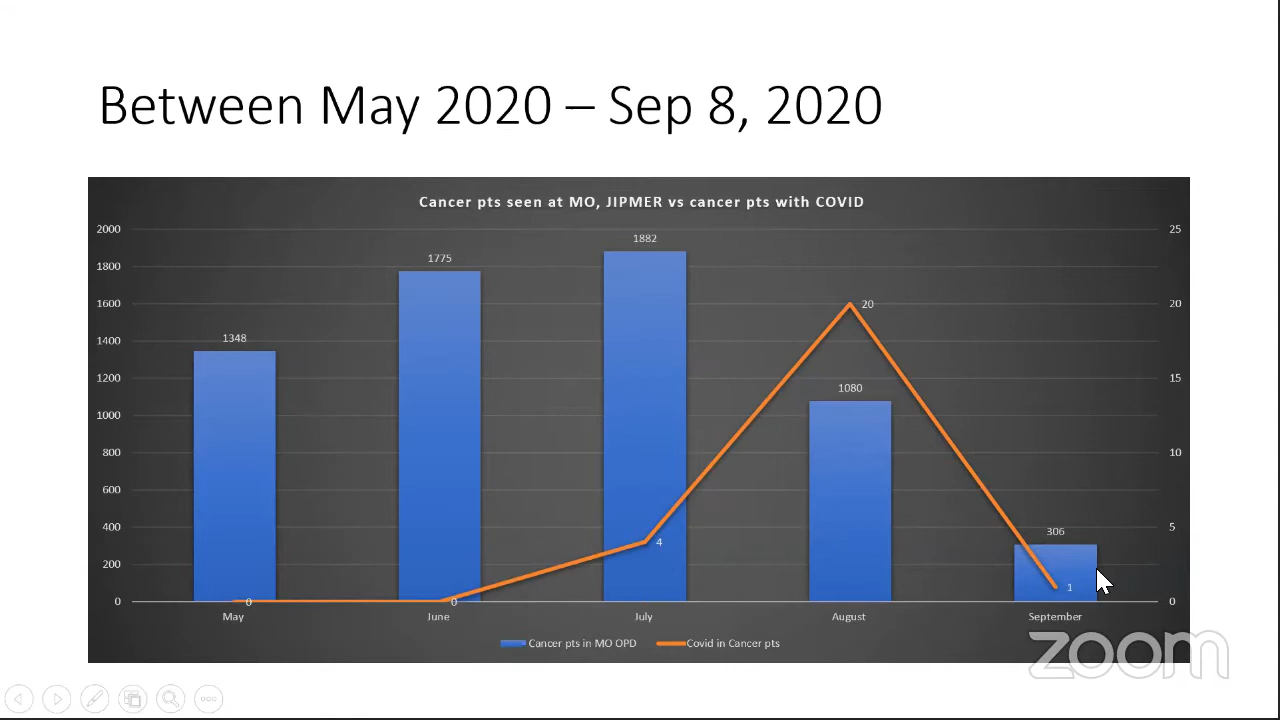 Between May 2020 – Sep 8, 2020
Cancer pts seen at MO, JIPMER vs cancer pts with COVID
2000
1800
1600
1400
1200
1000
800
600
400
200
0
1348
1775
1882
1080
306
0
0
4
20
1
25
20
15
10
5
0
May
June
July
August
September
Cancer pts in MO OPD
Covid in Cancer pts
zoom